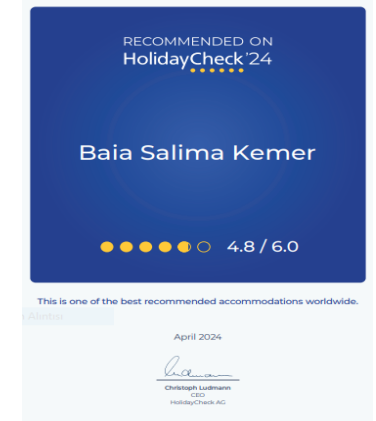 RECOMMENDED ON
HolidayCheck'24
Baia Salima Kemer
4.8 / 6.0
This is one of the best recommended accommodations worldwide.
April 2024
Christoph Ludmann
CEO
HolidayCheck AG